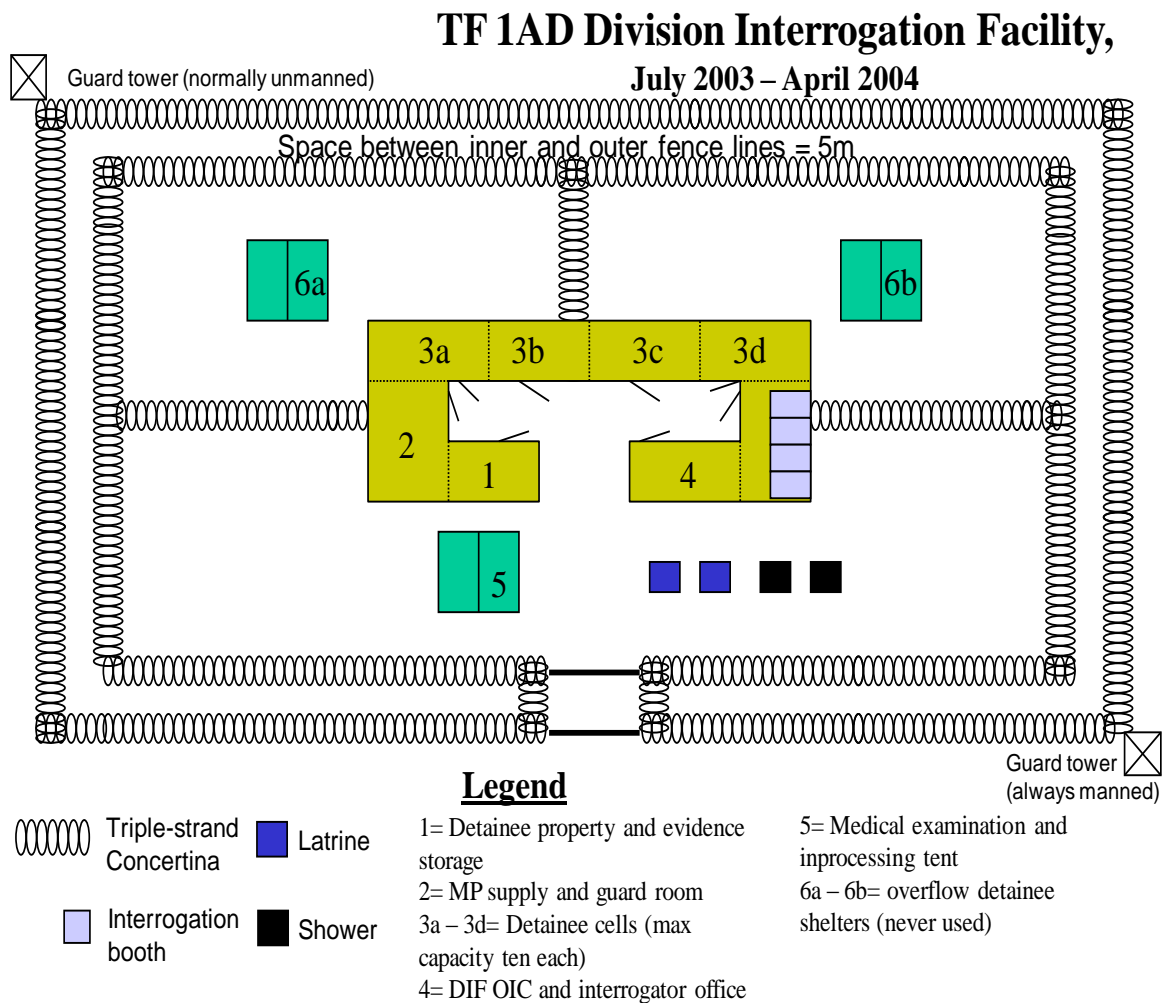 TF 1AD Division Interrogation Facility,
July 2003 – April 2004
Guard tower (normally unmanned)
Space between inner and outer fence lines = 5m
6a
6b
3a
3b
3c
3d
2
1
4
5
Guard tower
(always manned)
Legend
Triple-strand
Concertina
Latrine
Interrogation
booth
Shower
1= Detainee property and evidence
storage
2= MP supply and guard room
3a – 3d= Detainee cells (max
capacity ten each)
4= DIF OIC and interrogator office
5= Medical examination and
inprocessing tent
6a – 6b= overflow detainee
shelters (never used)